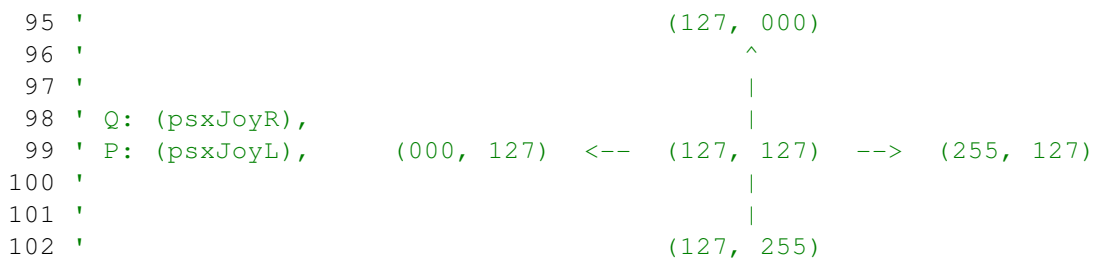 95 '                                (127, 000)
96 '                                    ^
97 '                                    |
98 ' Q: (psxJoyR),                      |
99 ' P: (psxJoyL),     (000, 127)  <-- (127, 127)  --> (255, 127)
100 '                                    |
101 '                                    |
102 '                                (127, 255)